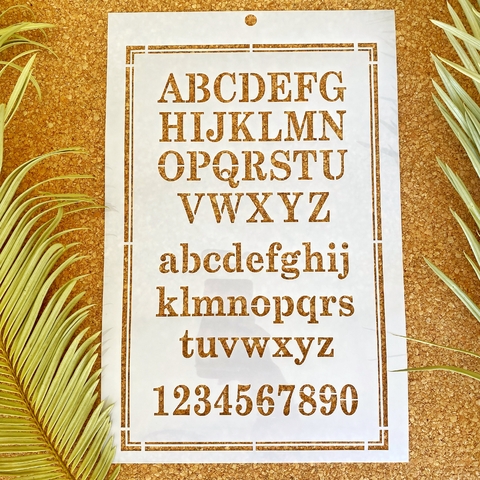 ABCDEFG
HIJKLMN
OPQRSTU
VWXYZ
abcdefghij
klmnopqrs
tuvwxyz
1234567890